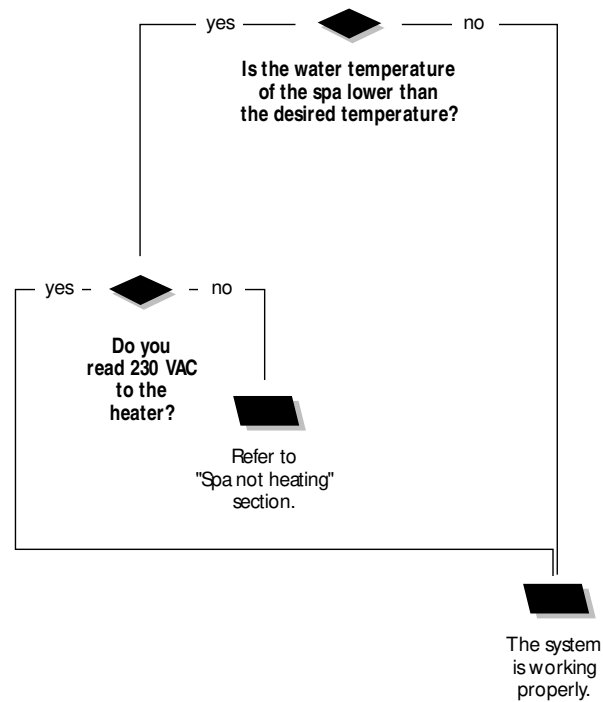 yes
no
Is the water temperature
of the spa lower than
the desired temperature?
yes
no
Do you
read 230 VAC
to the
heater?
Refer to
"Spa not heating"
section.
The system
is working
properly.